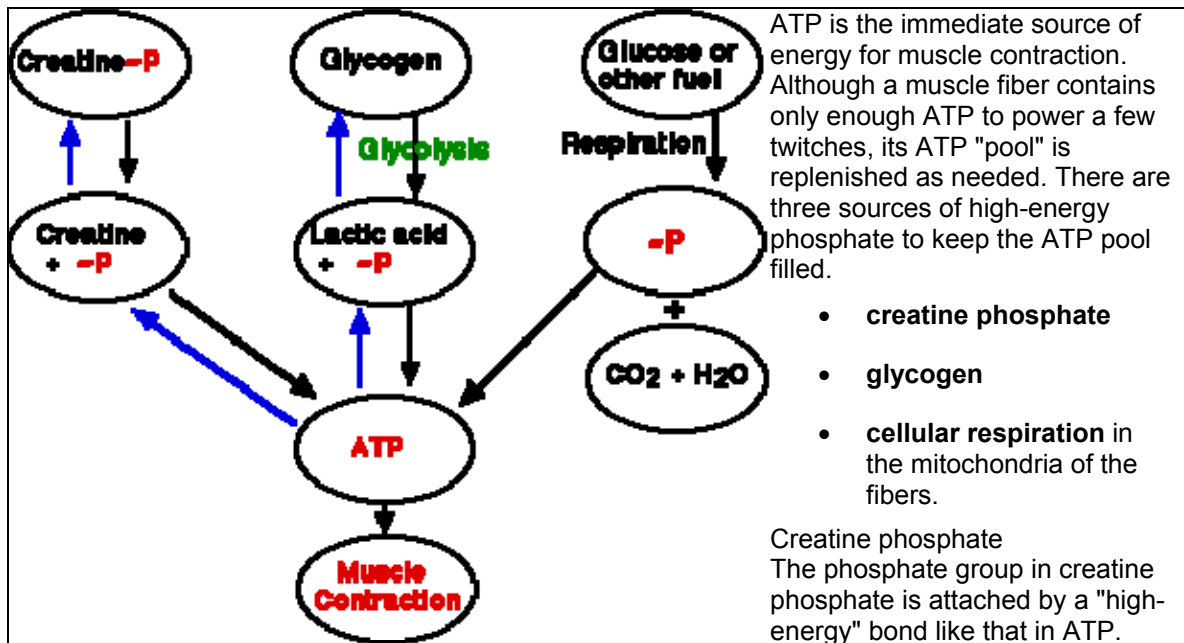 Creatine~P
Glycogen
Glucose or
other fuel
Glycolysis
Respiration
Creatine
+ ~P
Lactic acid
+ ~P
~P
+
CO2 + H2O
ATP
Muscle
Contraction
ATP is the immediate source of
energy for muscle contraction.
Although a muscle fiber contains
only enough ATP to power a few
twitches, its ATP "pool" is
replenished as needed. There are
three sources of high-energy
phosphate to keep the ATP pool
filled.
• creatine phosphate
• glycogen
• cellular respiration in
the mitochondria of the
fibers.
Creatine phosphate
The phosphate group in creatine
phosphate is attached by a "high-
energy" bond like that in ATP.